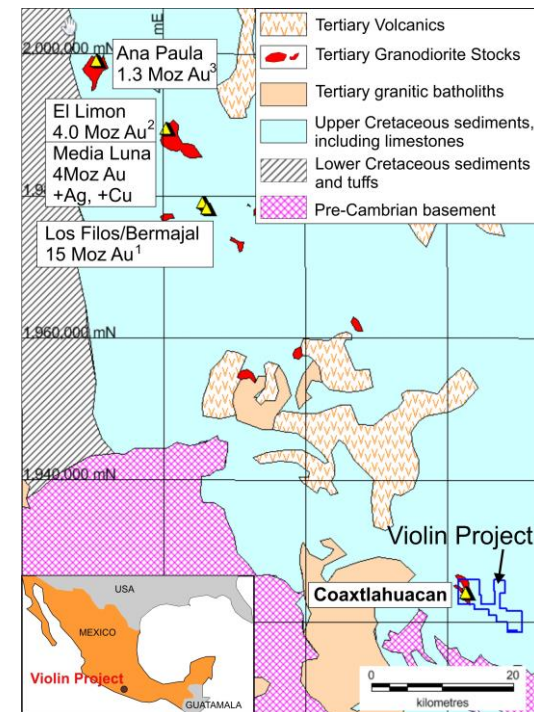 2,000,000 mN
mE
Ana Paula
1.3 Moz Au3
El Limon
4.0 Moz Au2
Media Luna
4Moz Au
+Ag, +Cu
Los Filos/Bermajal
15 Moz Au1
Tertiary Volcanics
Tertiary Granodiorite Stocks
Tertiary granitic batholiths
Upper Cretaceous sediments,
including limestones
Lower Cretaceous sediments
and tuffs
Pre-Cambrian basement
1,960,000 mN
1,940,000 mN
Violin Project
Coaxtlahuacan
USA
MEXICO
Violin Project
GUATAMALA
0 20
kilometres